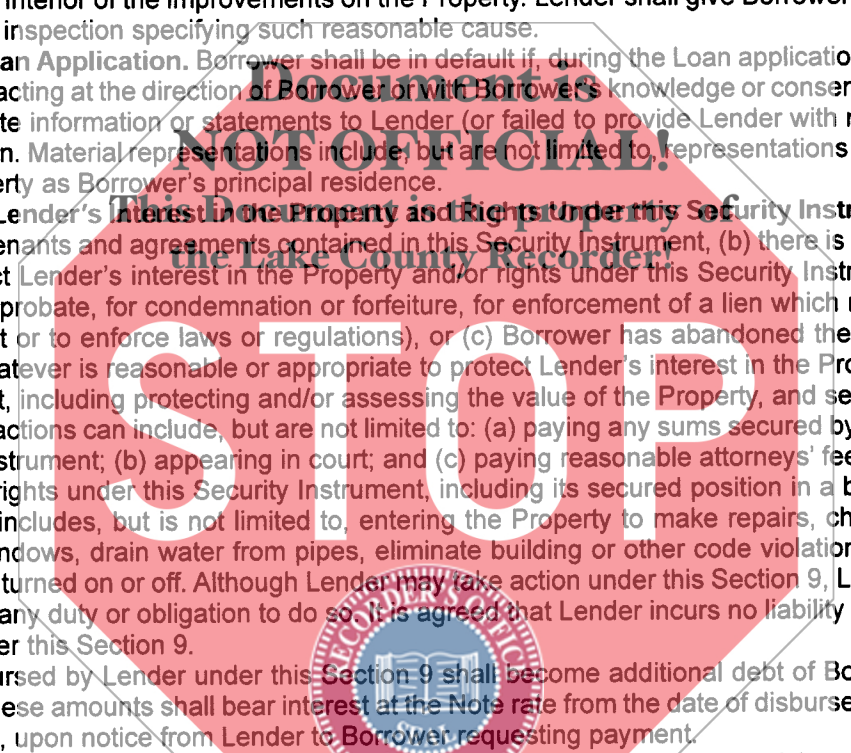 interior of the improvements on the Property. Lender shall give Borrower
inspection specifying such reasonable cause.
an Application. Borrower shall be in default if, during the Loan applicatio
acting at the direction of Borrower or with Borrower's knowledge or conser
Document is
te information or statements to Lender (or failed to provide Lender with r
NOT OFFICIAL!
n. Material representations include, but are not limited to, representations
erty as Borrower's principal residence.
Lender's Interest in the Property and Rights Under this Security Instr
This Document is the property of
enants and agreements contained in this Security Instrument, (b) there is
the Lake County Recorder!
ct Lender's interest in the Property and/or rights under this Security Instr
probate, for condemnation or forfeiture, for enforcement of a lien which
t or to enforce laws or regulations), or (c) Borrower has abandoned the
STOP
atever is reasonable or appropriate to protect Lender's interest in the Pro
t, including protecting and/or assessing the value of the Property, and se
actions can include, but are not limited to: (a) paying any sums secured by
strument; (b) appearing in court; and (c) paying reasonable attorneys' fee
rights under this Security Instrument, including its secured position in a b
includes, but is not limited to, entering the Property to make repairs, ch
ndows, drain water from pipes, eliminate building or other code violation
turned on or off. Although Lender may take action under this Section 9, L
any duty or obligation to do so. It is agreed that Lender incurs no liability
er this Section 9.
RECORDER'S OFFICE
ursed by Lender under this Section 9 shall become additional debt of Bo
ese amounts shall bear interest at the Note rate from the date of disburse
SEAL
, upon notice from Lender to Borrower requesting payment.